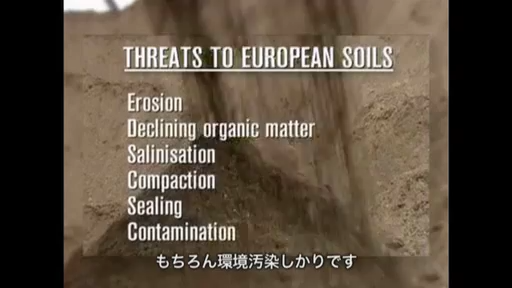 THREATS TO EUROPEAN SOILS
Erosion
Declining organic matter
Salinisation
Compaction
Sealing
Contamination
もちろん環境汚染しかりです